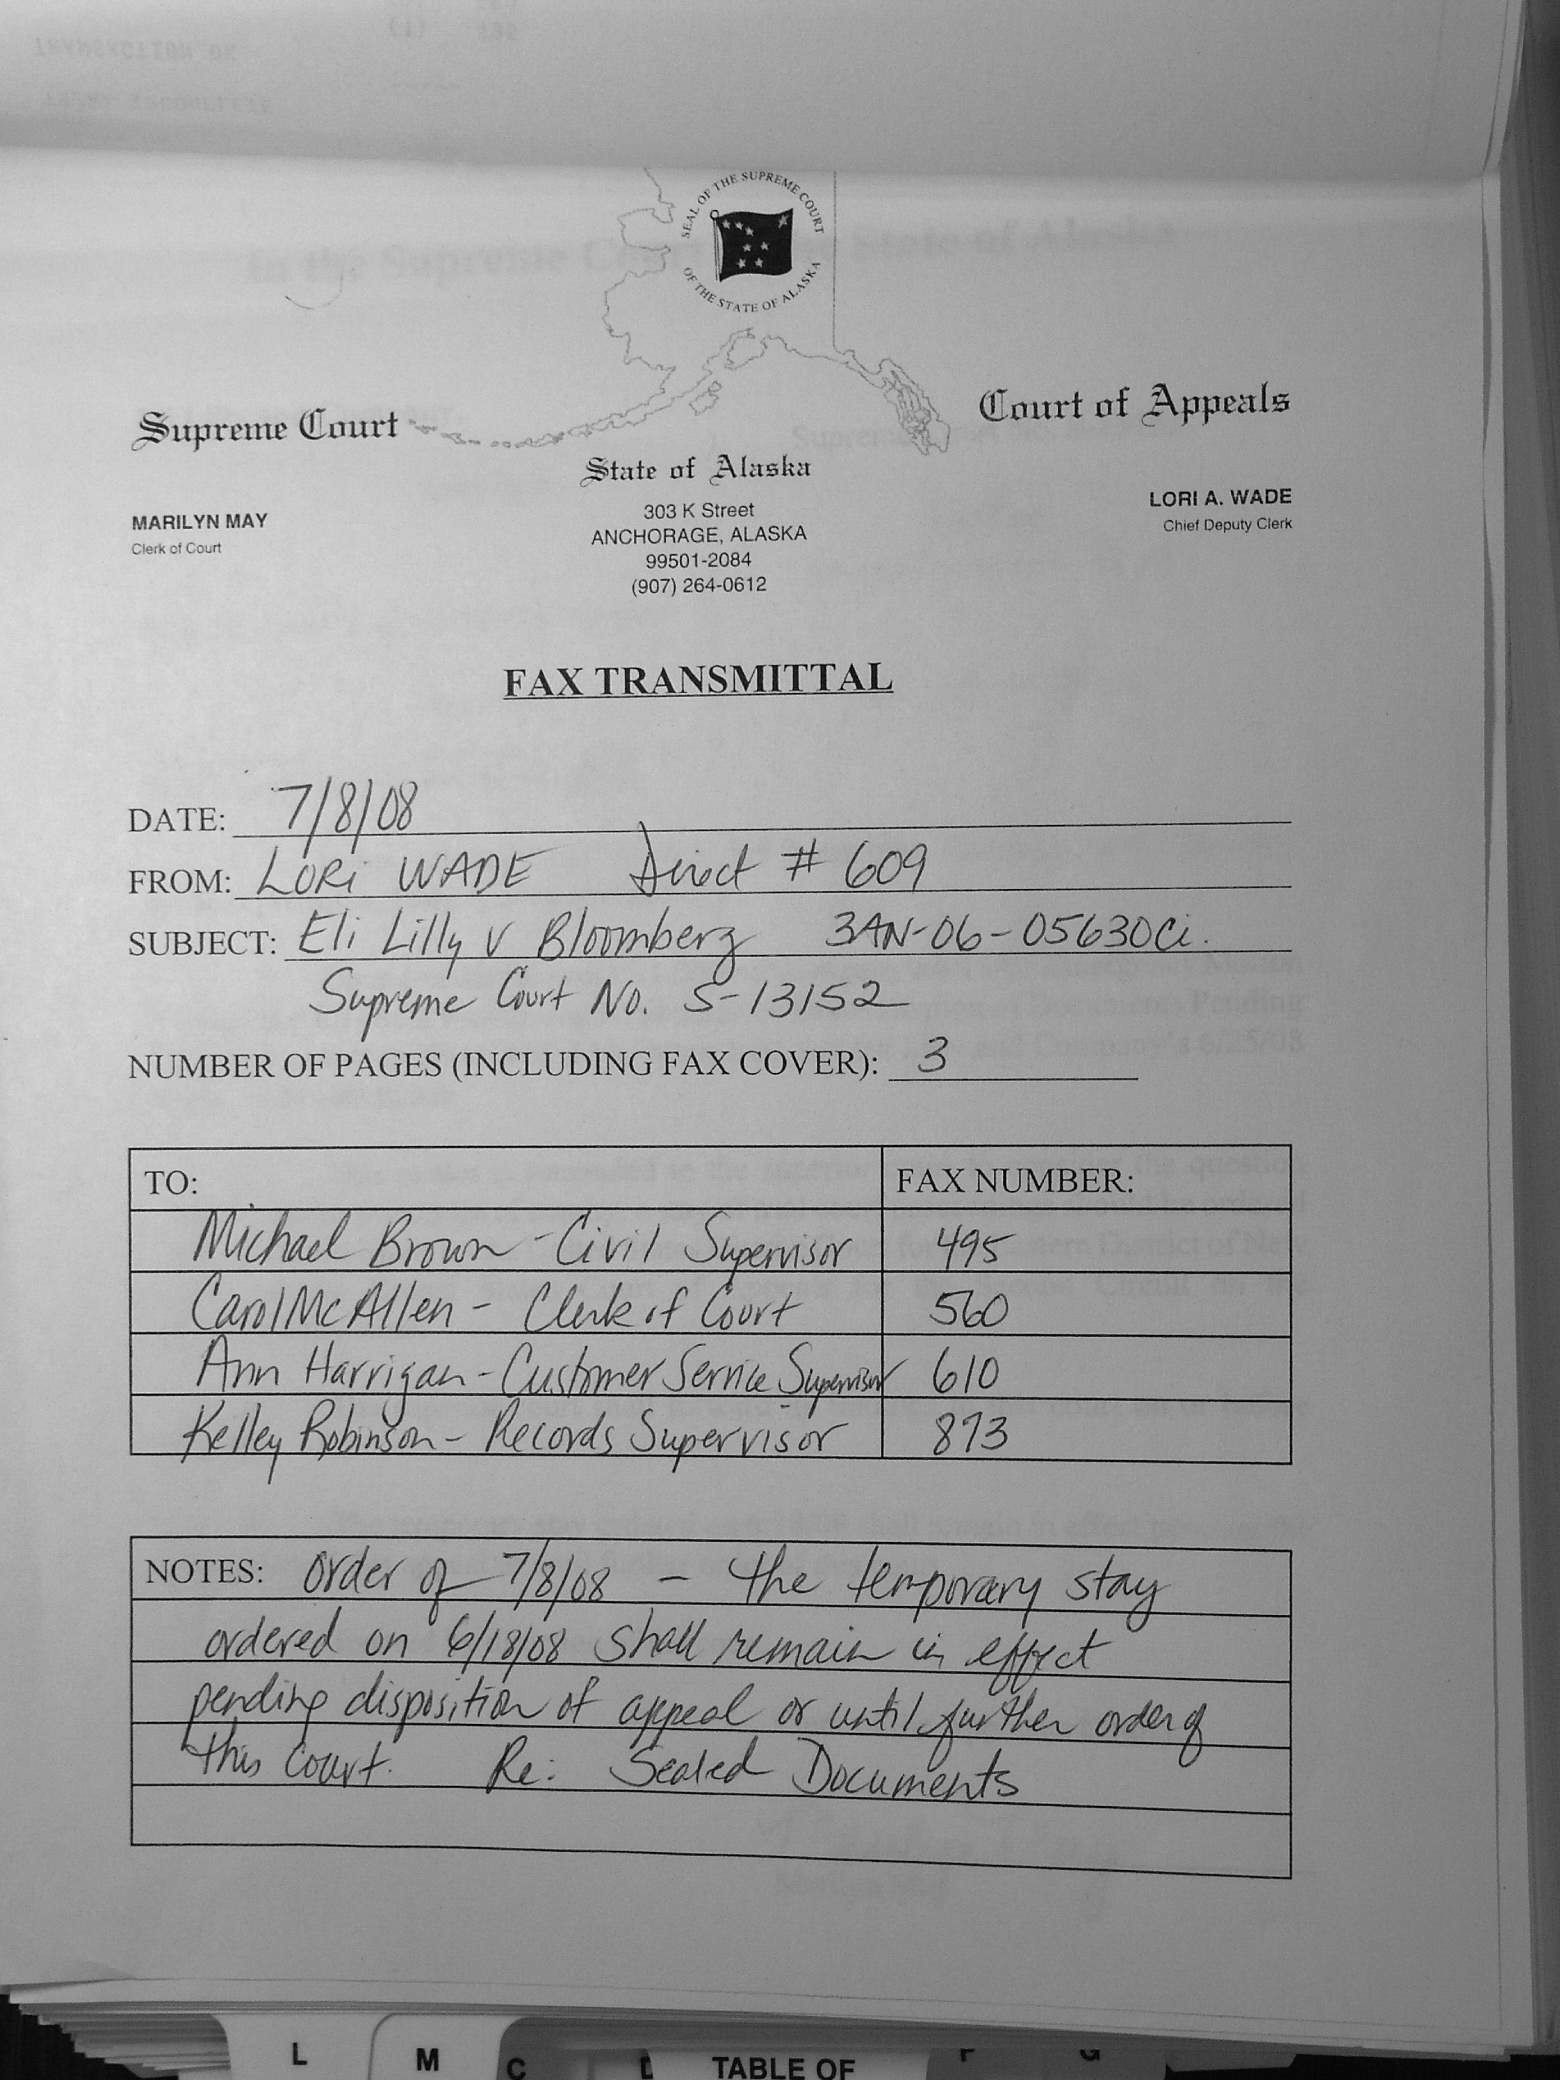 SEAL OF THE SUPREME COURT
OF THE STATE OF ALASKA
Supreme Court
Court of Appeals
State of Alaska
MARILYN MAY
Clerk of Court
303 K Street
ANCHORAGE, ALASKA
99501-2084
(907) 264-0612
LORI A. WADE
Chief Deputy Clerk
FAX TRANSMITTAL
DATE: 7/8/08
FROM: LORi WADE Direct # 609
SUBJECT: Eli Lilly v Bloomberg 3AN-06-05630Ci.
Supreme Court No. S-13152
NUMBER OF PAGES (INCLUDING FAX COVER): 3
TO: FAX NUMBER:
Michael Brown - Civil Supervisor 495
Carol McAllen - Clerk of Court 560
Ann Harrigan - Customer Service Supervisor 610
Kelley Robinson - Records Supervisor 873
NOTES: Order of 7/8/08 - the temporary stay
ordered on 6/18/08 shall remain in effect
pending disposition of appeal or until further order of
this court. Re: Sealed Documents
L M C TABLE OF F G